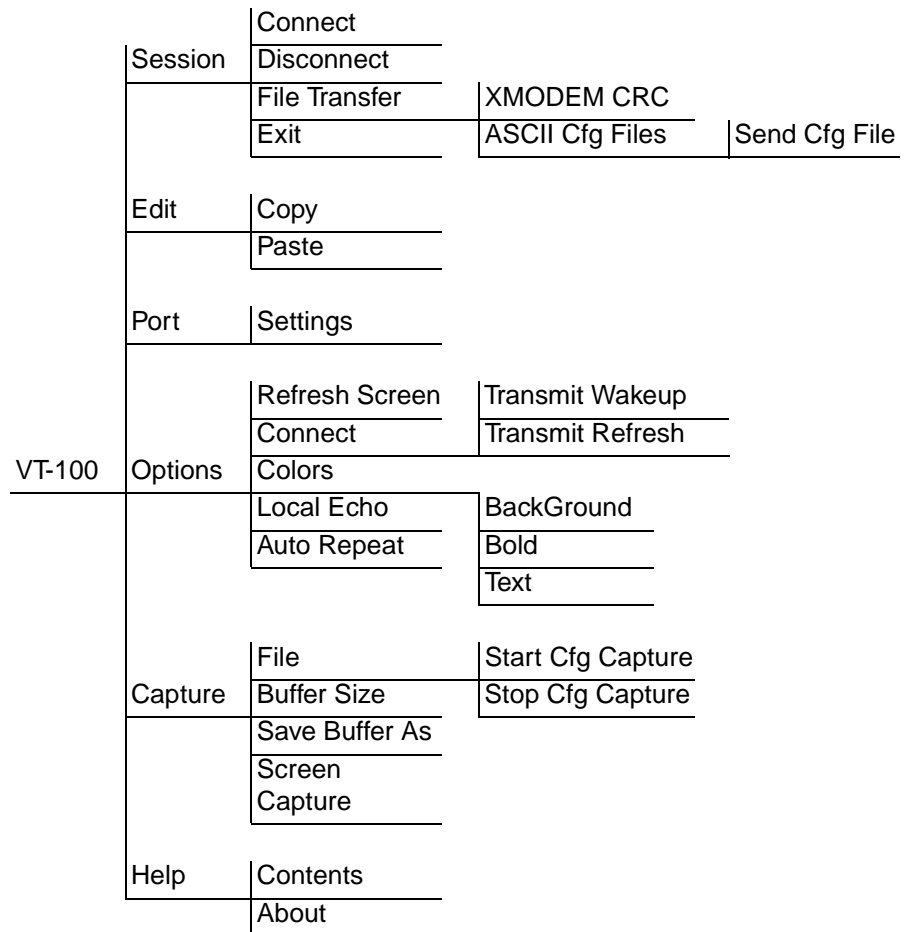 Connect
Session Disconnect
File Transfer XMODEM CRC
Exit ASCII Cfg Files Send Cfg File
Edit Copy
Paste
Port Settings
Refresh Screen Transmit Wakeup
Connect Transmit Refresh
VT-100 Options Colors
Local Echo BackGround
Auto Repeat Bold
Text
File Start Cfg Capture
Capture Buffer Size Stop Cfg Capture
Save Buffer As
Screen
Capture
Help Contents
About